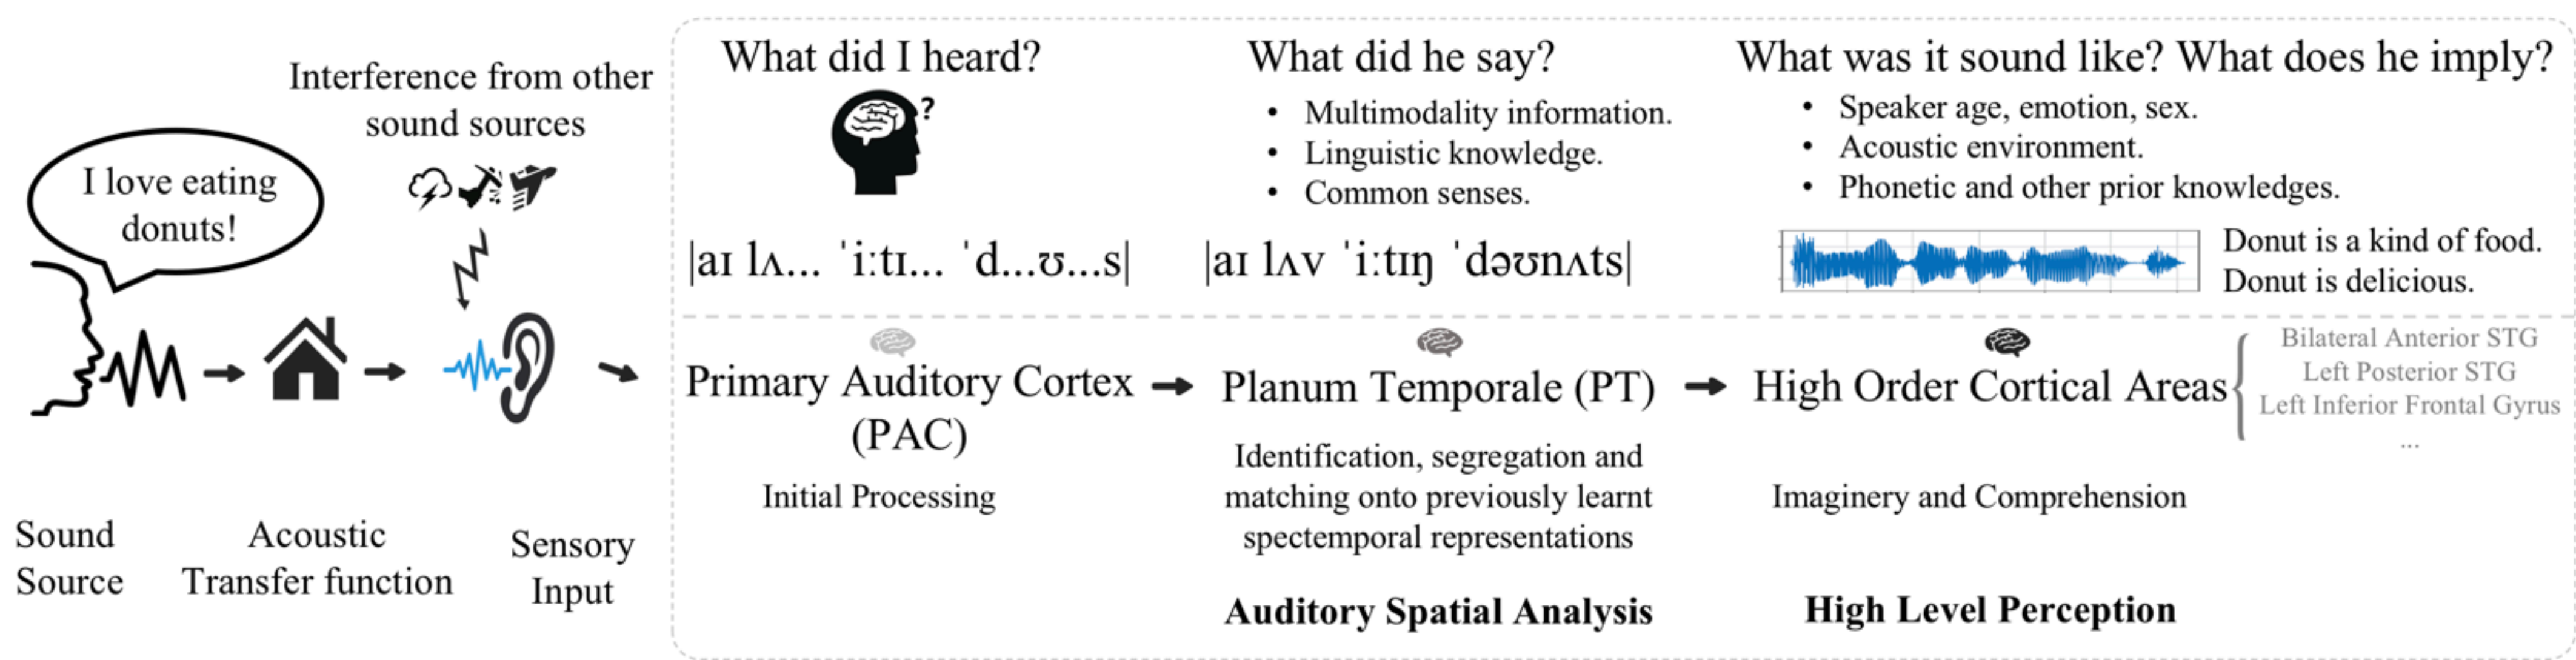 I love eating
donuts!
Interference from other
sound sources
Sound
Source
Acoustic
Transfer function
Sensory
Input
What did I heard?
?
|aɪ lʌ... ˈiːtɪ... ˈd...ʊ...s|
What did he say?
• Multimodality information.
• Linguistic knowledge.
• Common senses.
|aɪ lʌv ˈiːtɪŋ ˈdəʊnʌts|
What was it sound like? What does he imply?
• Speaker age, emotion, sex.
• Acoustic environment.
• Phonetic and other prior knowledges.
Donut is a kind of food.
Donut is delicious.
Primary Auditory Cortex
(PAC)
Initial Processing
Planum Temporale (PT)
Identification, segregation and
matching onto previously learnt
spectemporal representations
Auditory Spatial Analysis
High Order Cortical Areas
Bilateral Anterior STG
Left Posterior STG
Left Inferior Frontal Gyrus
...
Imaginery and Comprehension
High Level Perception